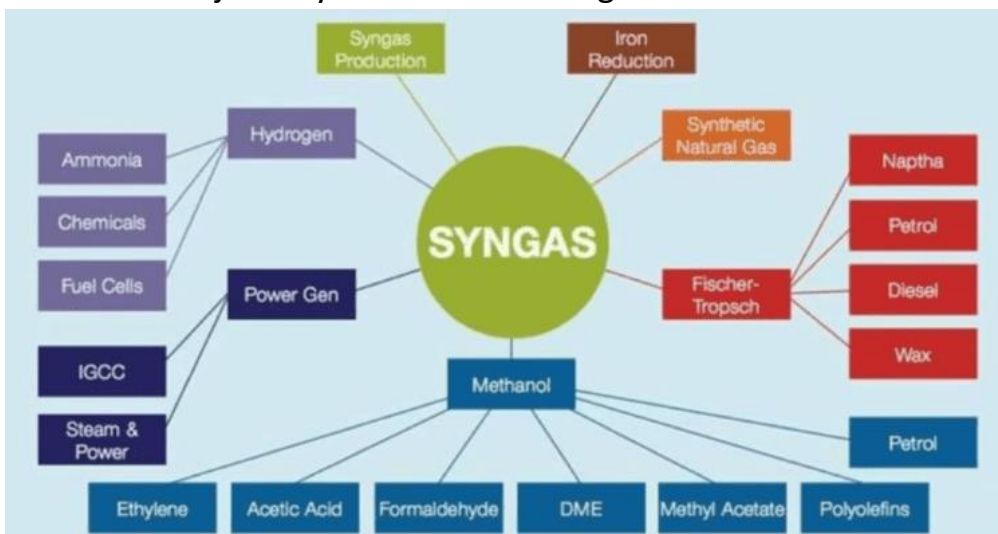 Syngas
Production
Iron
Reduction
Hydrogen
Synthetic
Natural Gas
Ammonia
Naptha
Chemicals
Petrol
SYNGAS
Fuel Cells
Power Gen
Fischer-
Tropsch
Diesel
IGCC
Wax
Methanol
Steam &
Power
Petrol
Ethylene
Acetic Acid
Formaldehyde
DME
Methyl Acetate
Polyolefins